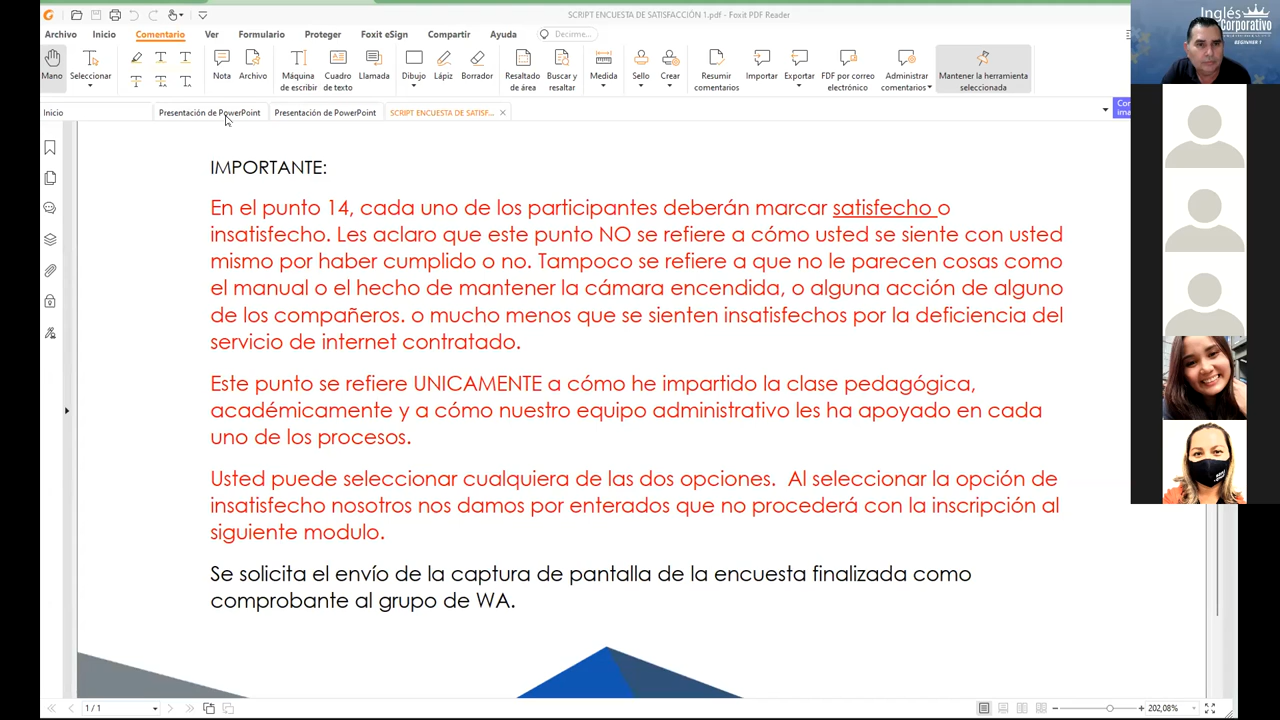 SCRIPT ENCUESTA DE SATISFACCIÓN 1.pdf - Foxit PDF Reader
Archivo Inicio Comentario Ver Formulario Proteger Foxit eSign Compartir Ayuda Decirme...
Mano Seleccionar Nota Archivo Máquina de escribir Cuadro de texto Llamada Dibujo Lápiz Borrador Resaltado de área Buscar y resaltar Medida Sello Crear Resumir comentarios Importar Exportar FDF por correo electrónico Administrar comentarios Mantener la herramienta seleccionada
Inicio Presentación de PowerPoint Presentación de PowerPoint SCRIPT ENCUESTA DE SATISF...
IMPORTANTE:
En el punto 14, cada uno de los participantes deberán marcar satisfecho o
insatisfecho. Les aclaro que este punto NO se refiere a cómo usted se siente con usted
mismo por haber cumplido o no. Tampoco se refiere a que no le parecen cosas como
el manual o el hecho de mantener la cámara encendida, o alguna acción de alguno
de los compañeros. o mucho menos que se sienten insatisfechos por la deficiencia del
servicio de internet contratado.
Este punto se refiere UNICAMENTE a cómo he impartido la clase pedagógica,
académicamente y a cómo nuestro equipo administrativo les ha apoyado en cada
uno de los procesos.
Usted puede seleccionar cualquiera de las dos opciones. Al seleccionar la opción de
insatisfecho nosotros nos damos por enterados que no procederá con la inscripción al
siguiente modulo.
Se solicita el envío de la captura de pantalla de la encuesta finalizada como
comprobante al grupo de WA.
1 / 1
202,08%
Inglés
Corporativo
BEGINNER 1